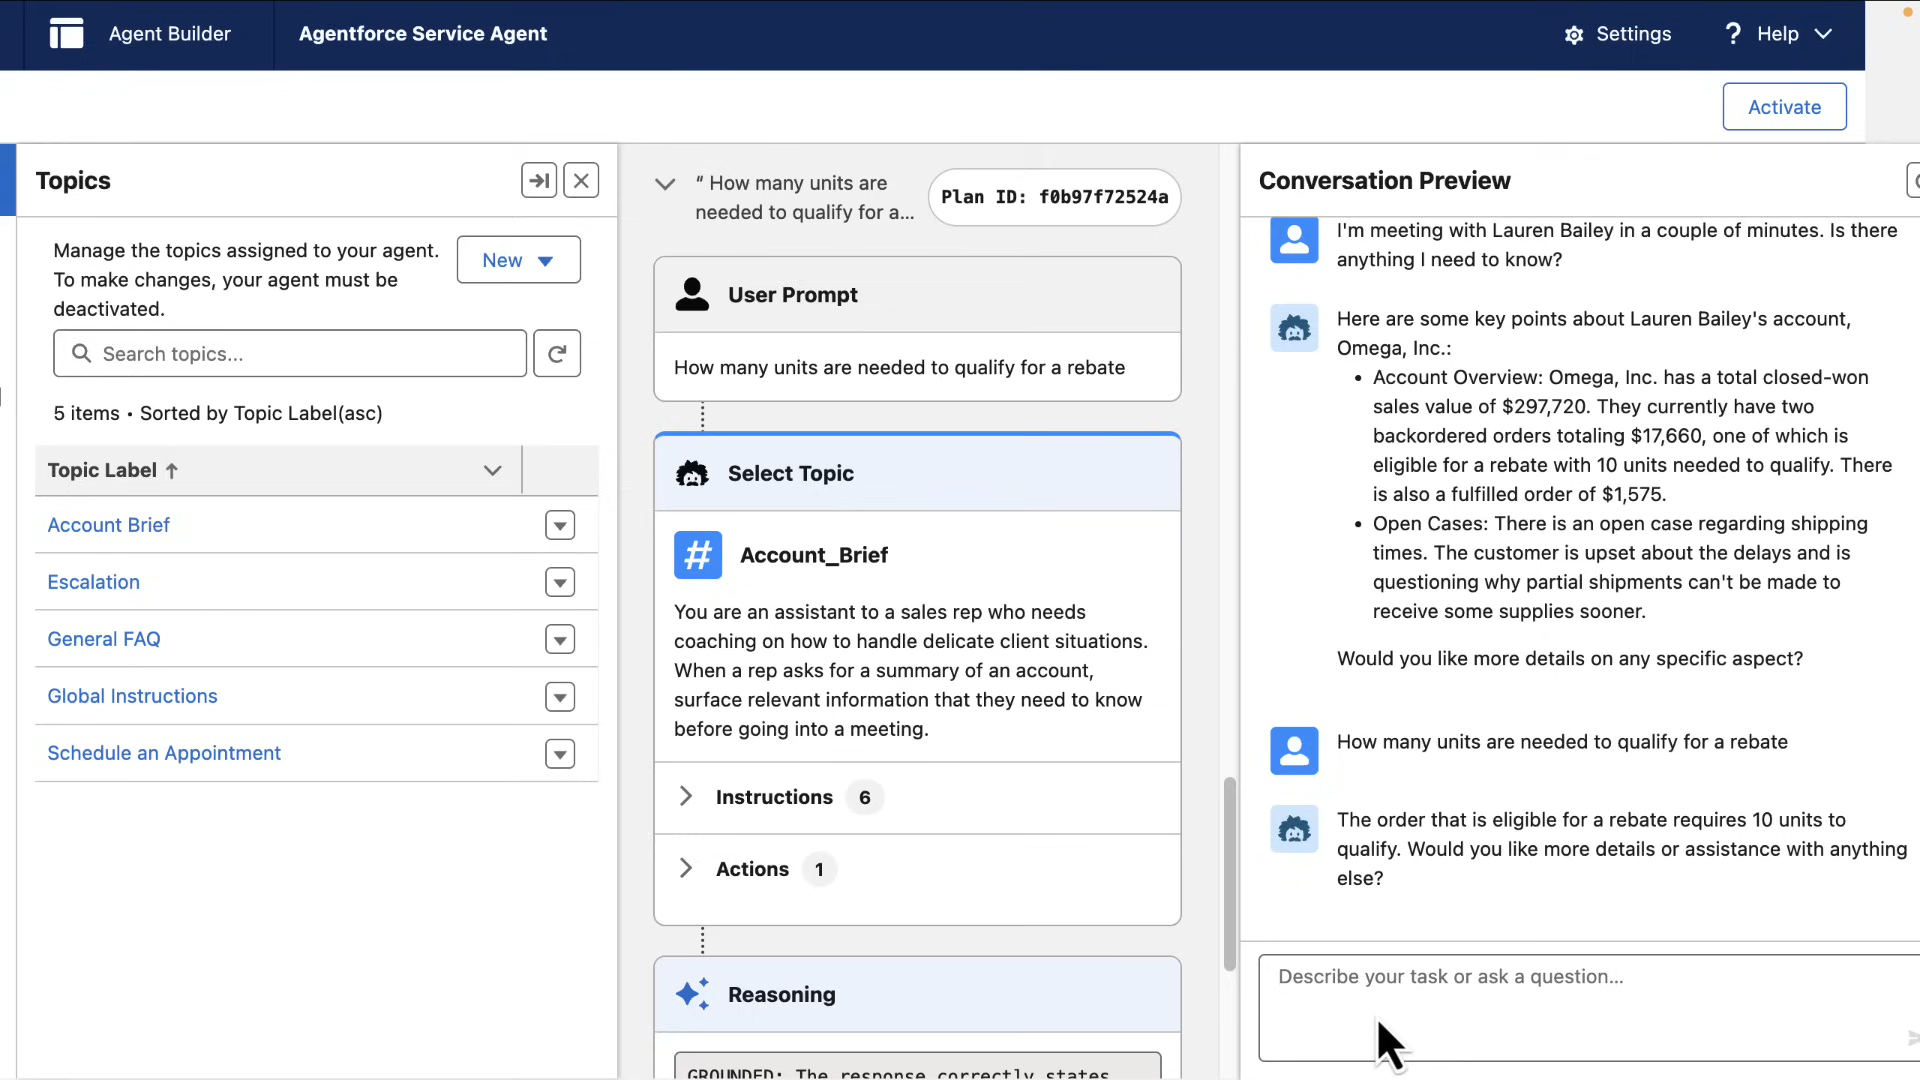 Agent Builder
Agentforce Service Agent
Settings
? Help
Activate
Topics
Manage the topics assigned to your agent.
To make changes, your agent must be
deactivated.
New
Search topics...
5 items • Sorted by Topic Label(asc)
Topic Label ↑
Account Brief
Escalation
General FAQ
Global Instructions
Schedule an Appointment
“ How many units are
needed to qualify for a...
Plan ID: f0b97f72524a
User Prompt
How many units are needed to qualify for a rebate
Select Topic
# Account_Brief
You are an assistant to a sales rep who needs
coaching on how to handle delicate client situations.
When a rep asks for a summary of an account,
surface relevant information that they need to know
before going into a meeting.
Instructions 6
Actions 1
Reasoning
GROUNDED: The response correctly states
Conversation Preview
I'm meeting with Lauren Bailey in a couple of minutes. Is there
anything I need to know?
Here are some key points about Lauren Bailey's account,
Omega, Inc.:
• Account Overview: Omega, Inc. has a total closed-won
sales value of $297,720. They currently have two
backordered orders totaling $17,660, one of which is
eligible for a rebate with 10 units needed to qualify. There
is also a fulfilled order of $1,575.
• Open Cases: There is an open case regarding shipping
times. The customer is upset about the delays and is
questioning why partial shipments can't be made to
receive some supplies sooner.
Would you like more details on any specific aspect?
How many units are needed to qualify for a rebate
The order that is eligible for a rebate requires 10 units to
qualify. Would you like more details or assistance with anything
else?
Describe your task or ask a question...